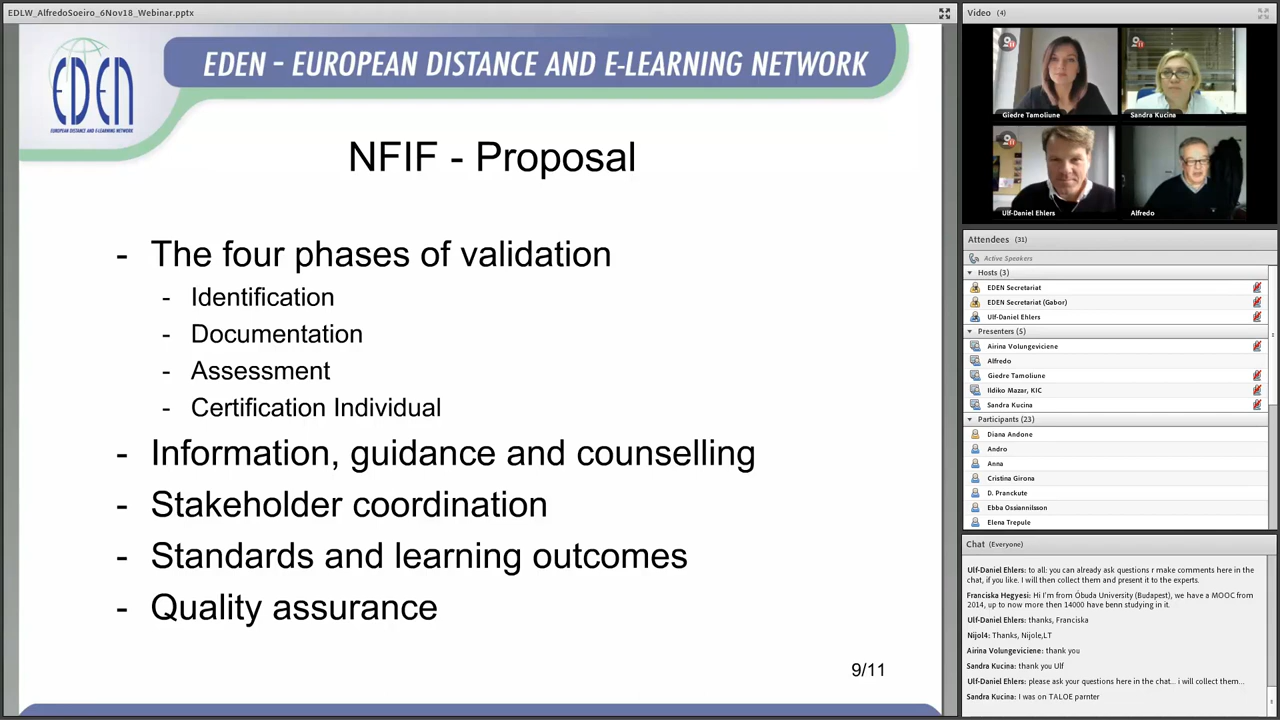 EDLW_AlfredoSoeiro_6Nov18_Webinar.pptx
EDEN
EUROPEAN DISTANCE AND E-LEARNING NETWORK
EDEN - EUROPEAN DISTANCE AND E-LEARNING NETWORK
NFIF - Proposal
- The four phases of validation
- Identification
- Documentation
- Assessment
- Certification Individual
- Information, guidance and counselling
- Stakeholder coordination
- Standards and learning outcomes
- Quality assurance
9/11
Video (4)
Giedre Tamoliune
Sandra Kucina
Ulf-Daniel Ehlers
Alfredo
Attendees (31)
Active Speakers
Hosts (3)
EDEN Secretariat
EDEN Secretariat (Gabor)
Ulf-Daniel Ehlers
Presenters (5)
Airina Volungeviciene
Alfredo
Giedre Tamoliune
Ildiko Mazar, KIC
Sandra Kucina
Participants (23)
Diana Andone
Andro
Anna
Cristina Girona
D. Pranckute
Ebba Ossiannilsson
Elena Trepule
Chat (Everyone)
Ulf-Daniel Ehlers: to all: you can already ask questions r make comments here in the
chat, if you like. I will then collect them and present it to the experts.
Franciska Hegyesi: Hi I'm from Óbuda University (Budapest), we have a MOOC from
2014, up to now more then 14000 have benn studying in it.
Ulf-Daniel Ehlers: thanks, Franciska
Nijol4: Thanks, Nijole,LT
Airina Volungeviciene: thank you
Sandra Kucina: thank you Ulf
Ulf-Daniel Ehlers: please ask your questions here in the chat... i will collect them...
Sandra Kucina: I was on TALOE parnter